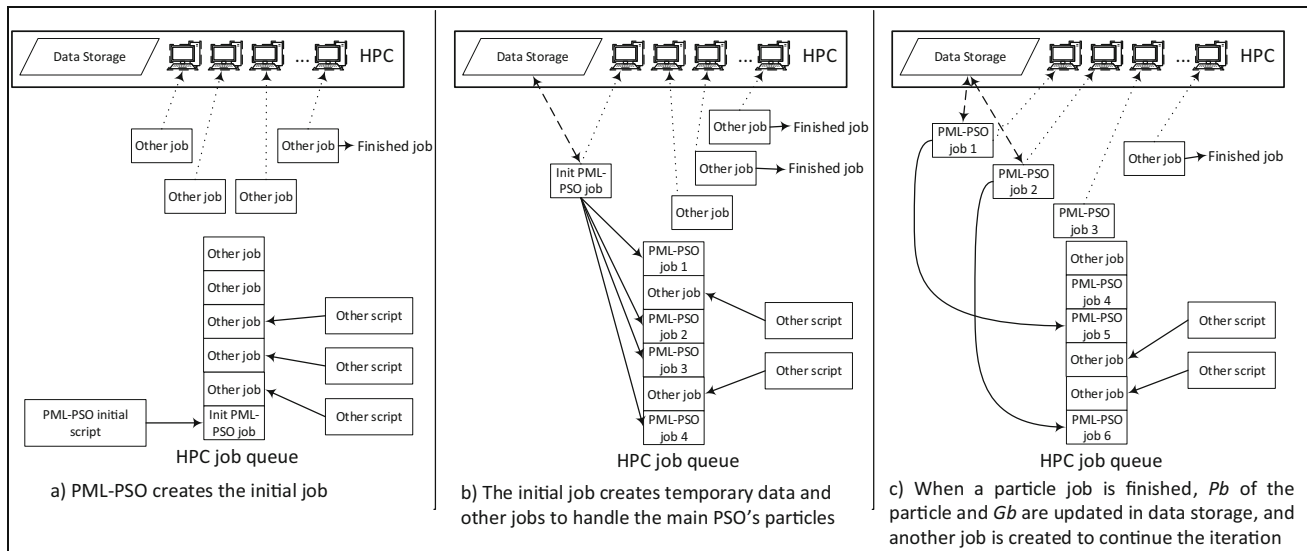 Data Storage
...
HPC
Other job
Other job
Finished job
Other job
Other job
Other job
Other job
Other job
Other job
Other job
Init PML-
PSO job
Other script
Other script
Other script
PML-PSO initial
script
HPC job queue
a) PML-PSO creates the initial job
Data Storage
...
HPC
Other job
Finished job
Other job
Finished job
Init PML-
PSO job
Other job
PML-PSO
job 1
Other job
PML-PSO
job 2
PML-PSO
job 3
Other job
PML-PSO
job 4
Other script
Other script
HPC job queue
b) The initial job creates temporary data and
other jobs to handle the main PSO's particles
Data Storage
...
HPC
PML-PSO
job 1
Other job
Finished job
PML-PSO
job 2
PML-PSO
job 3
Other job
PML-PSO
job 4
PML-PSO
job 5
Other job
Other job
PML-PSO
job 6
Other script
Other script
HPC job queue
c) When a particle job is finished, Pb of the
particle and Gb are updated in data storage, and
another job is created to continue the iteration